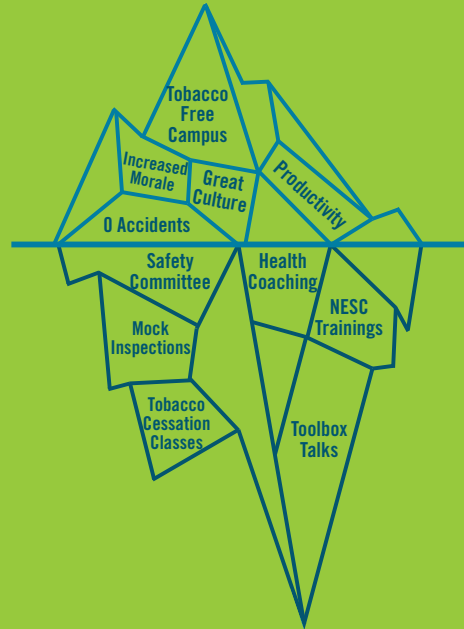 Tobacco
Free
Campus
Increased
Morale
Great
Culture
Productivity
0 Accidents
Safety
Committee
Health
Coaching
NESC
Trainings
Mock
Inspections
Tobacco
Cessation
Classes
Toolbox
Talks